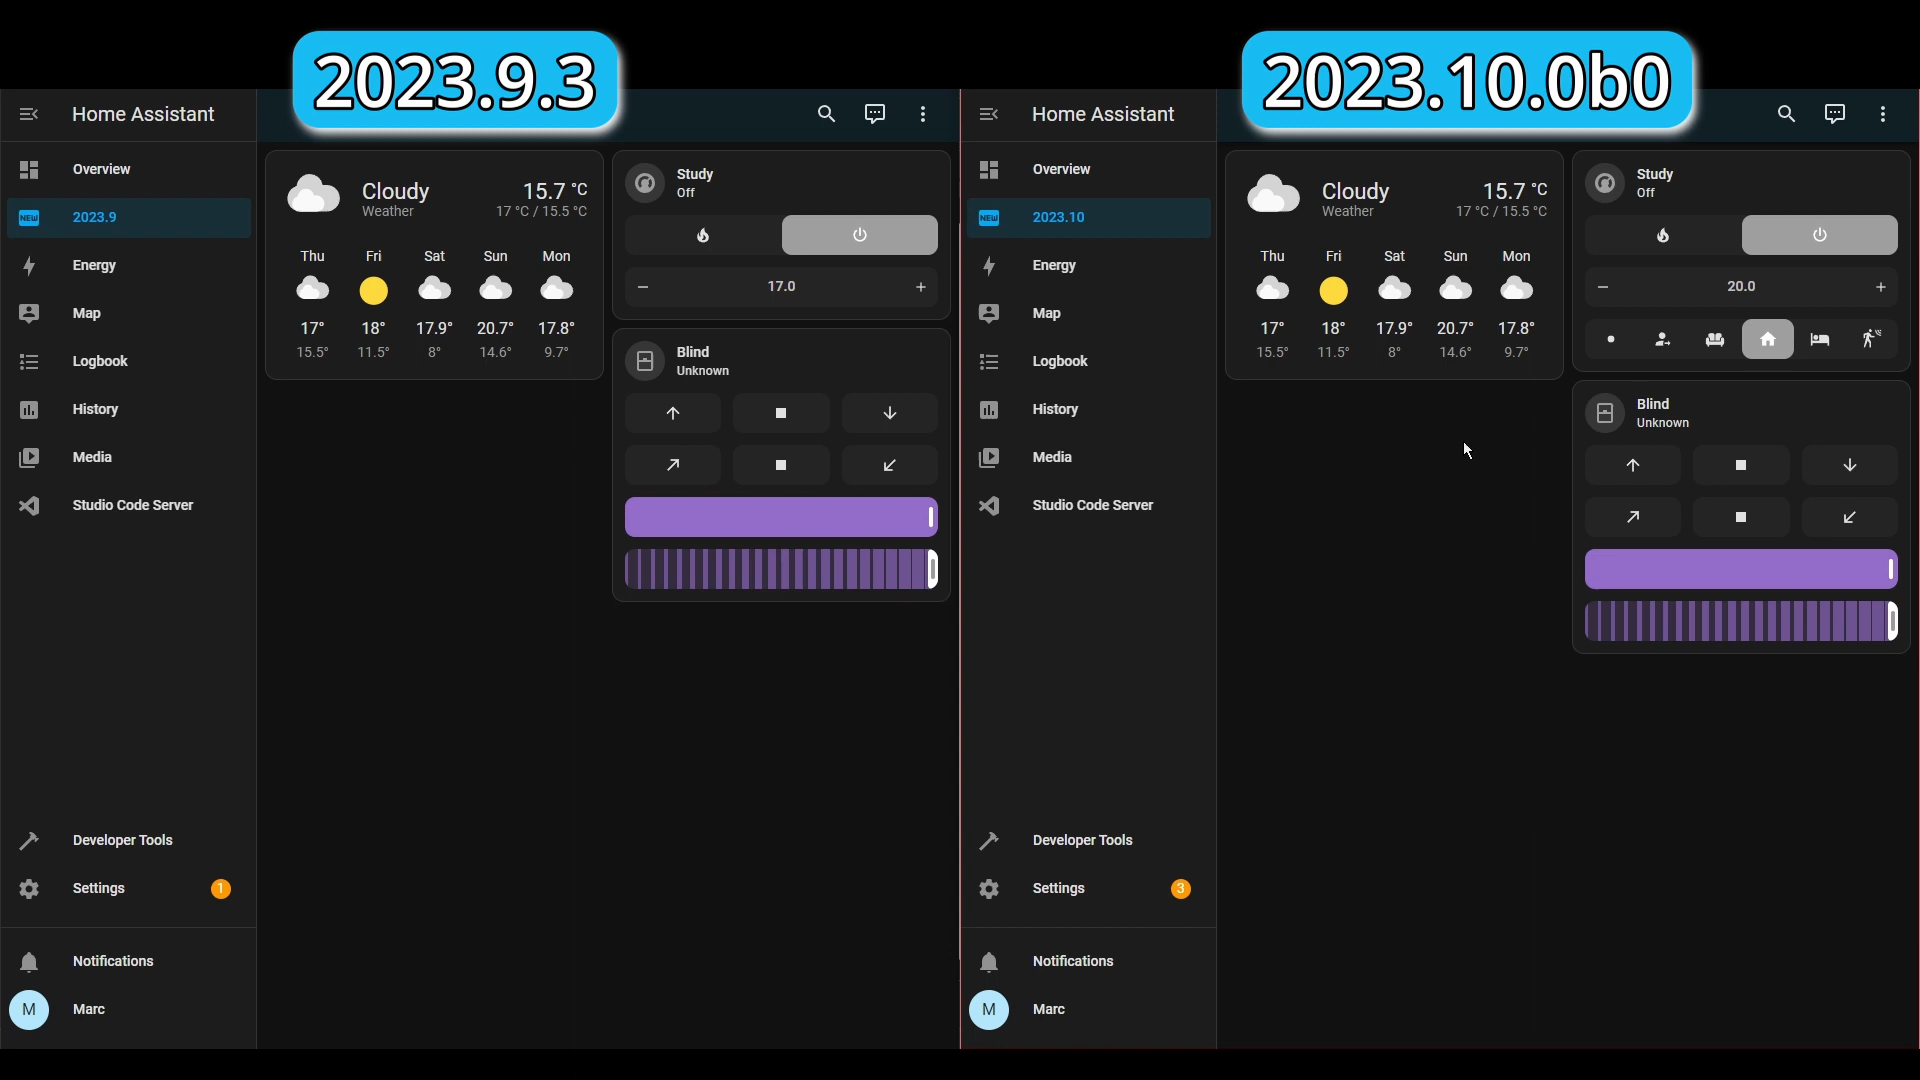 2023.9.3
Home Assistant
Overview
NEW 2023.9
Energy
Map
Logbook
History
Media
Studio Code Server
Developer Tools
Settings 1
Notifications
M Marc
Cloudy 15.7 °C
Weather 17 °C / 15.5 °C
Thu Fri Sat Sun Mon
17° 18° 17.9° 20.7° 17.8°
15.5° 11.5° 8° 14.6° 9.7°
Study
Off
17.0
Blind
Unknown
2023.10.0b0
Home Assistant
Overview
NEW 2023.10
Energy
Map
Logbook
History
Media
Studio Code Server
Developer Tools
Settings 3
Notifications
M Marc
Cloudy 15.7 °C
Weather 17 °C / 15.5 °C
Thu Fri Sat Sun Mon
17° 18° 17.9° 20.7° 17.8°
15.5° 11.5° 8° 14.6° 9.7°
Study
Off
20.0
Blind
Unknown